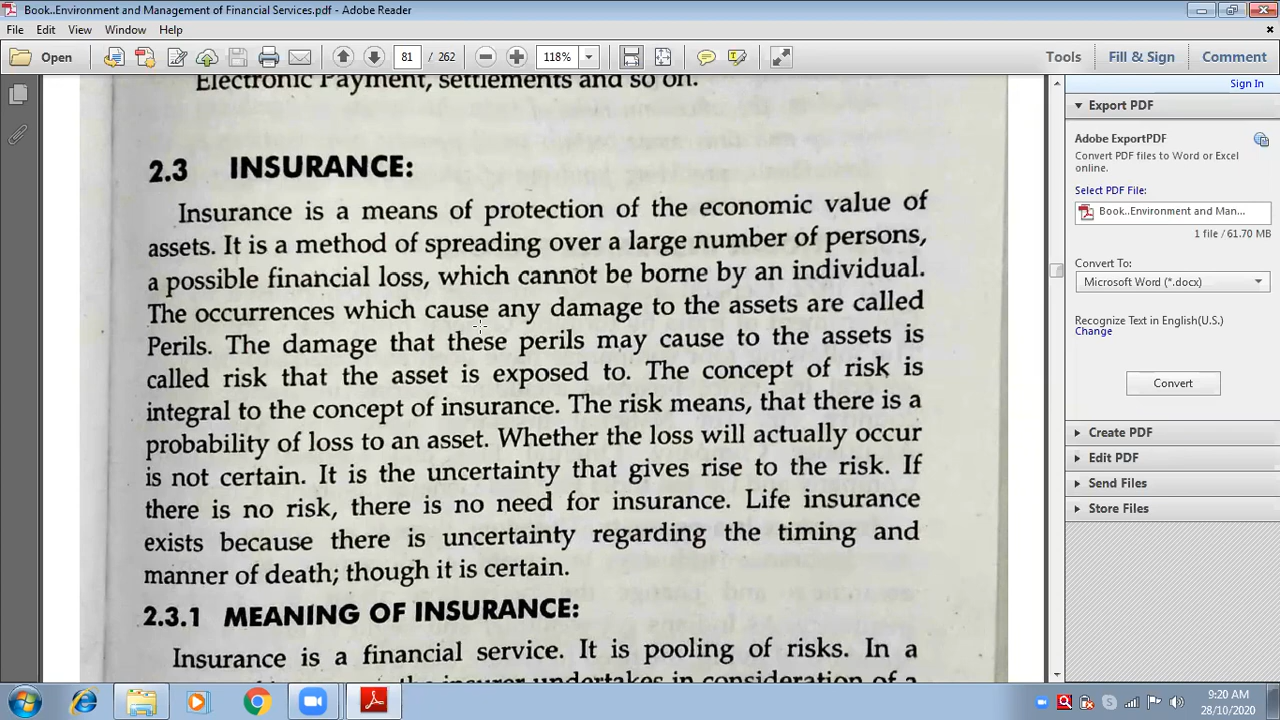 Book..Environment and Management of Financial Services.pdf - Adobe Reader
File Edit View Window Help
Open 81 / 262 118% Tools Fill & Sign Comment
Sign In
Electronic Payment, settlements and so on.
2.3 INSURANCE:
Insurance is a means of protection of the economic value of
assets. It is a method of spreading over a large number of persons,
a possible financial loss, which cannot be borne by an individual.
The occurrences which cause any damage to the assets are called
Perils. The damage that these perils may cause to the assets is
called risk that the asset is exposed to. The concept of risk is
integral to the concept of insurance. The risk means, that there is a
probability of loss to an asset. Whether the loss will actually occur
is not certain. It is the uncertainty that gives rise to the risk. If
there is no risk, there is no need for insurance. Life insurance
exists because there is uncertainty regarding the timing and
manner of death; though it is certain.
2.3.1 MEANING OF INSURANCE:
Insurance is a financial service. It is pooling of risks. In a
the insurer undertakes in consideration of a
Export PDF
Adobe ExportPDF
Convert PDF files to Word or Excel
online.
Select PDF File:
Book..Environment and Man...
1 file / 61.70 MB
Convert To:
Microsoft Word (*.docx)
Recognize Text in English(U.S.)
Change
Convert
Create PDF
Edit PDF
Send Files
Store Files
9:20 AM
28/10/2020